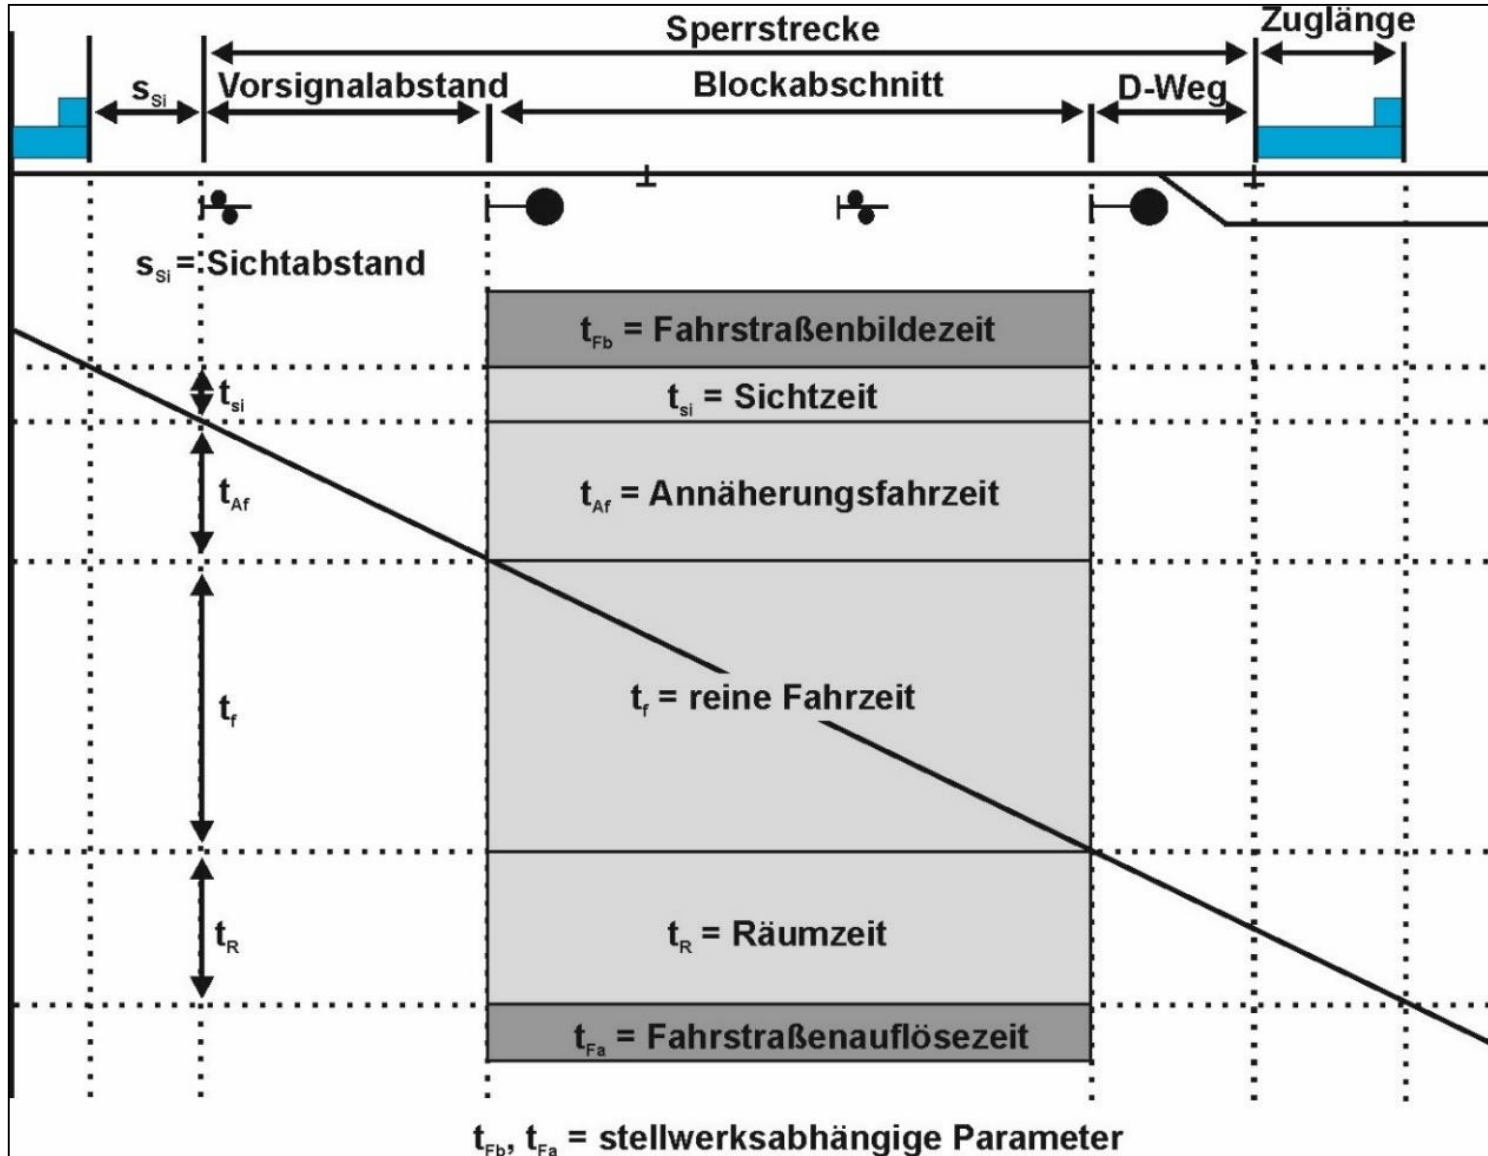 Sperrstrecke
Zuglänge
sSi
Vorsignalabstand
Blockabschnitt
D-Weg
sSi = Sichtabstand
tFb = Fahrstraßenbildezeit
tsi
tsi = Sichtzeit
tAf
tAf = Annäherungsfahrzeit
tf
tf = reine Fahrzeit
tR
tR = Räumzeit
tFa = Fahrstraßenauflösezeit
tFb, tFa = stellwerksabhängige Parameter